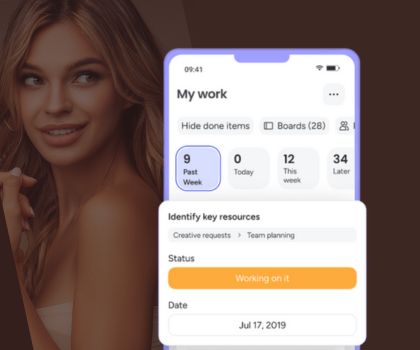 09:41
My work
Hide done items Boards (28)
9 0 12 34
Past Week Today This week Later
Identify key resources
Creative requests > Team planning
Status
Working on it
Date
Jul 17, 2019